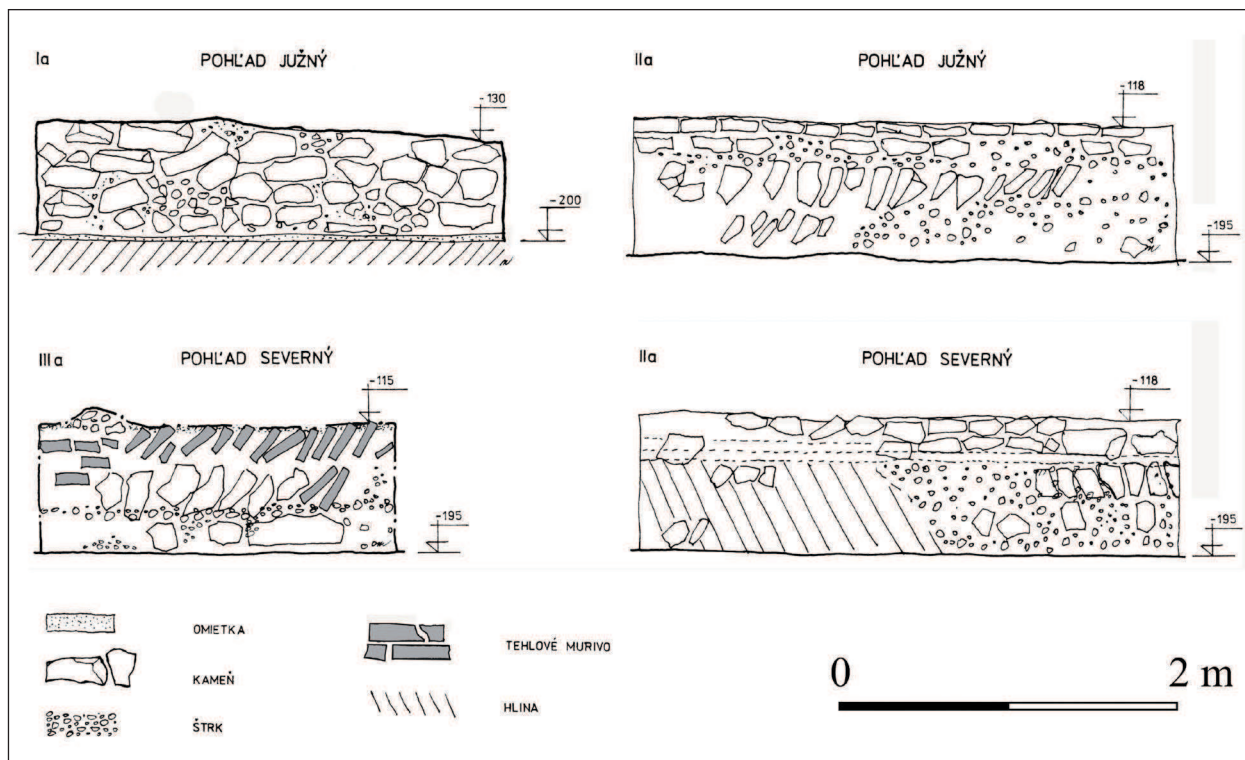 Ia
POHĽAD JUŽNÝ
-130
-200
IIa
POHĽAD JUŽNÝ
-118
-195
IIIa
POHĽAD SEVERNÝ
-115
-195
IIa
POHĽAD SEVERNÝ
-118
-195
OMIETKA
KAMEŇ
ŠTRK
TEHLOVÉ MURIVO
HLINA
0
2 m